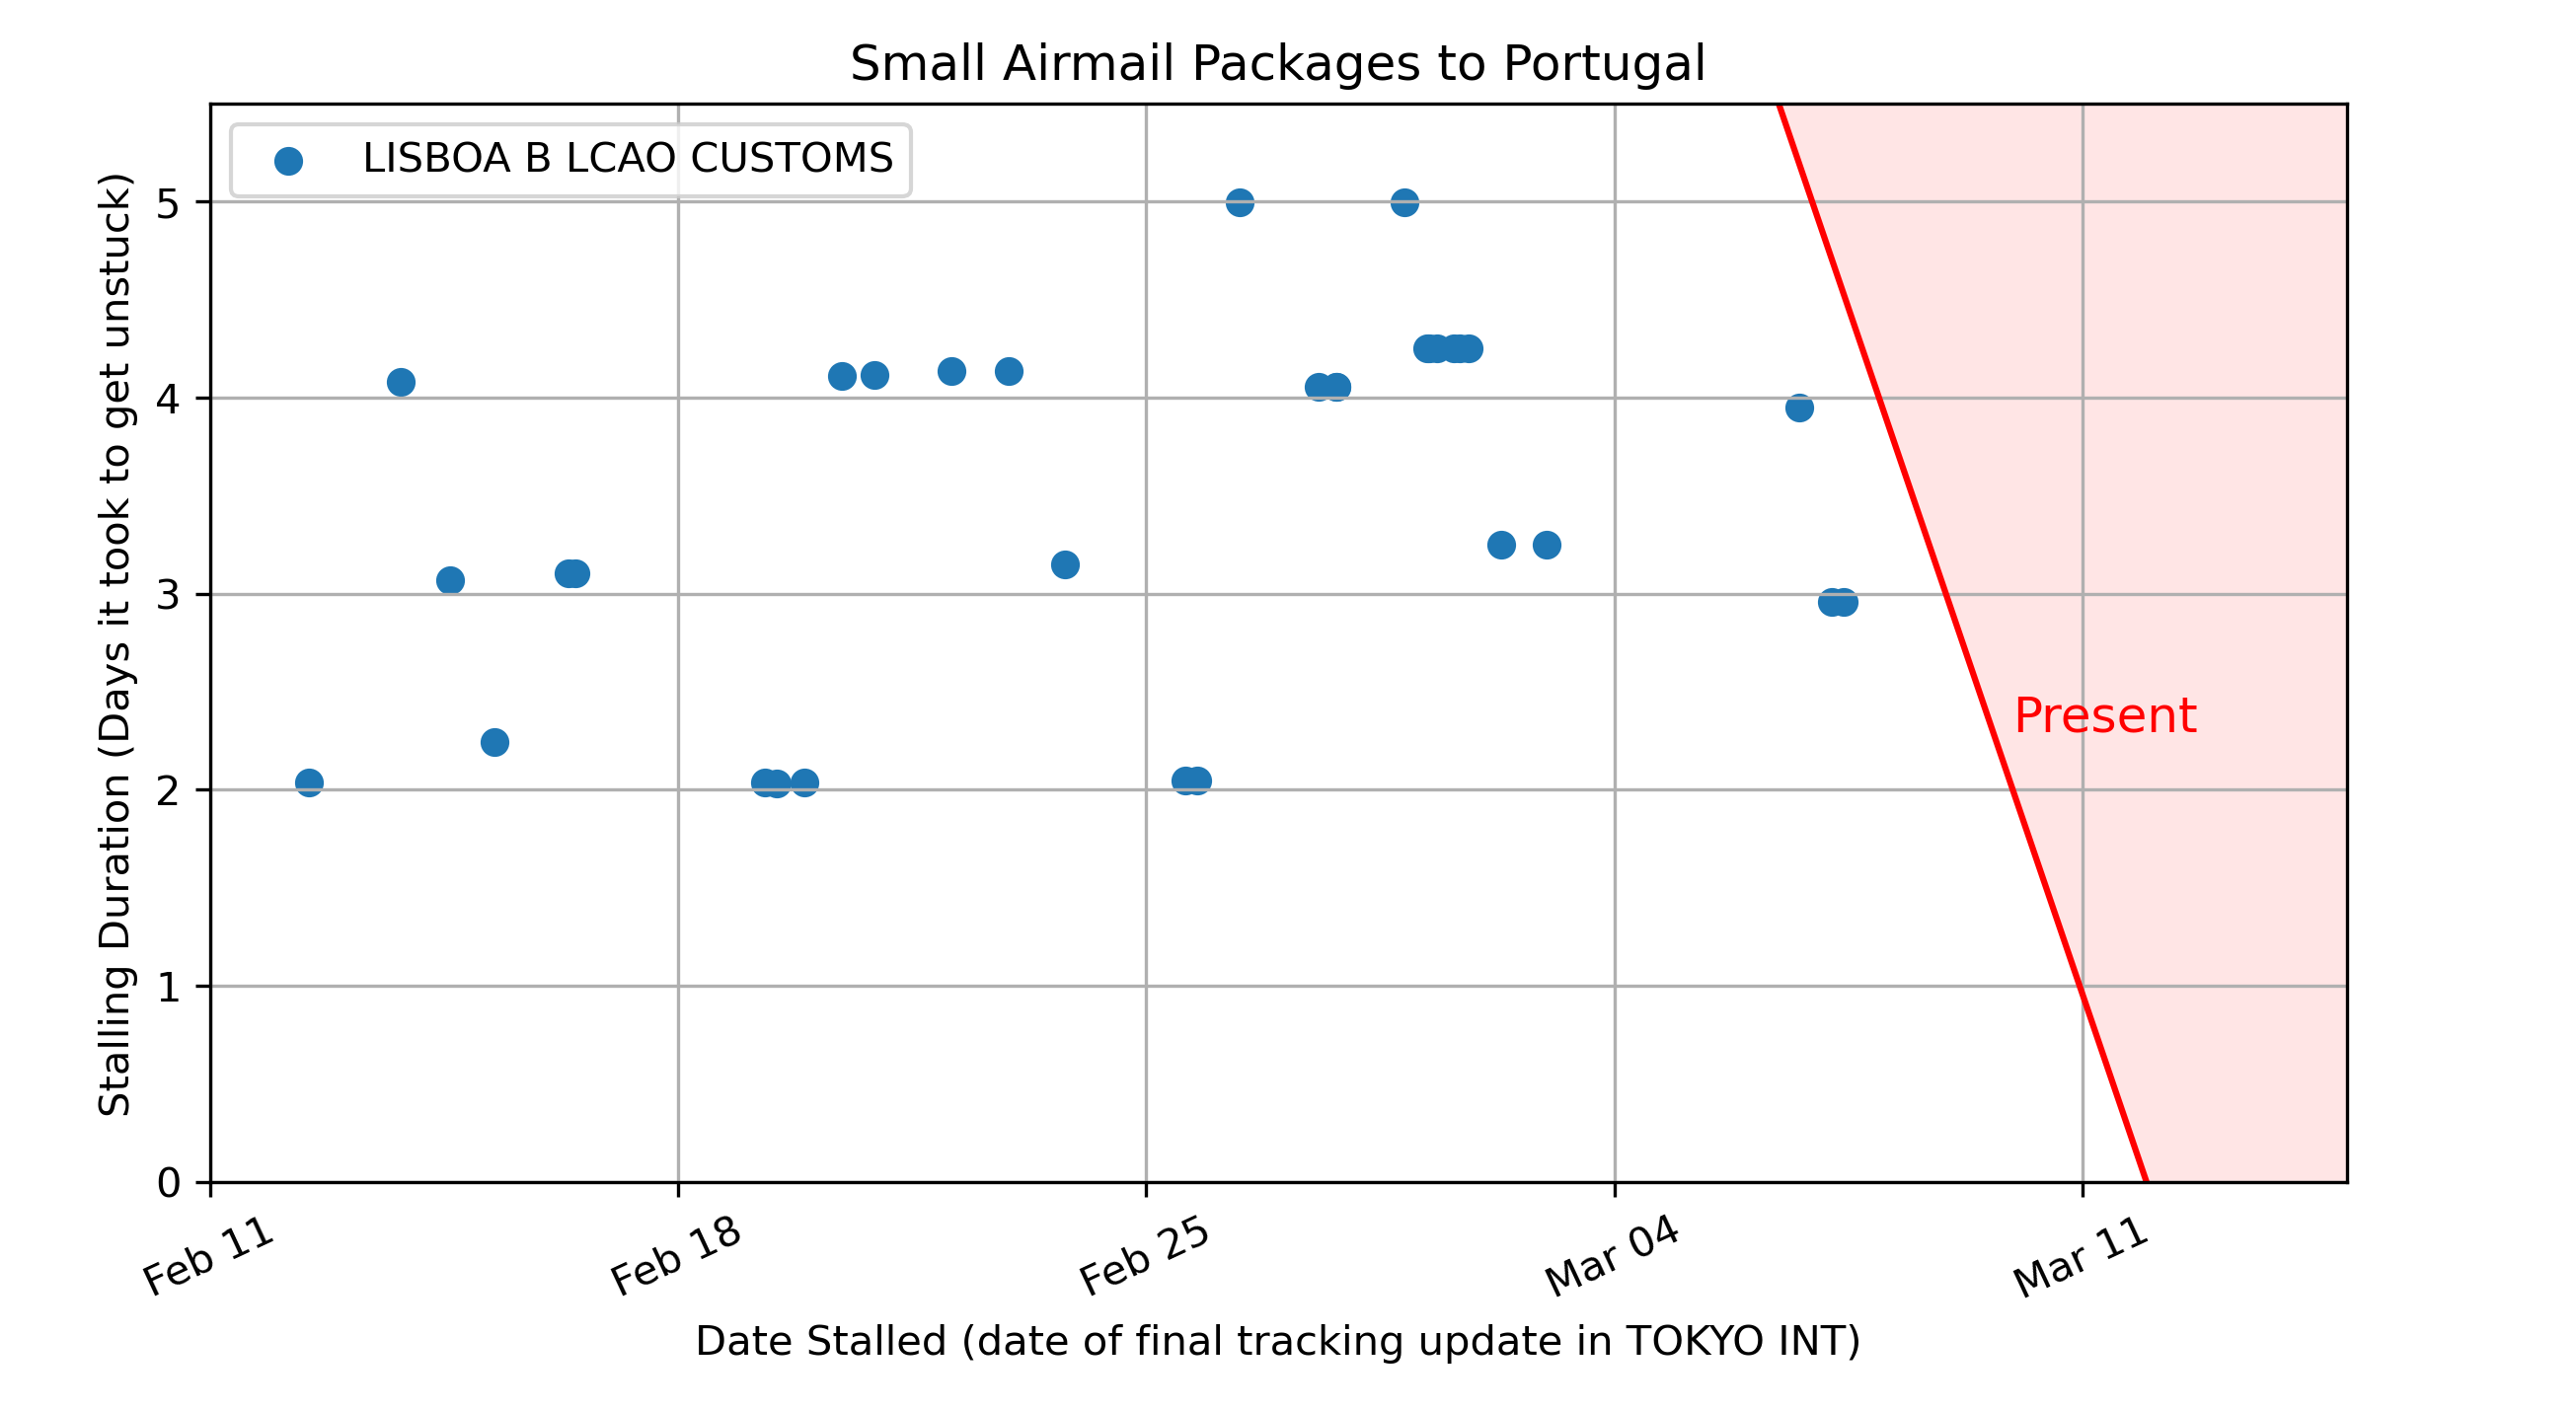 Small Airmail Packages to Portugal
LISBOA B LCAO CUSTOMS
Stalling Duration (Days it took to get unstuck)
5
4
3
2
1
0
Present
Feb 11
Feb 18
Feb 25
Mar 04
Mar 11
Date Stalled (date of final tracking update in TOKYO INT)